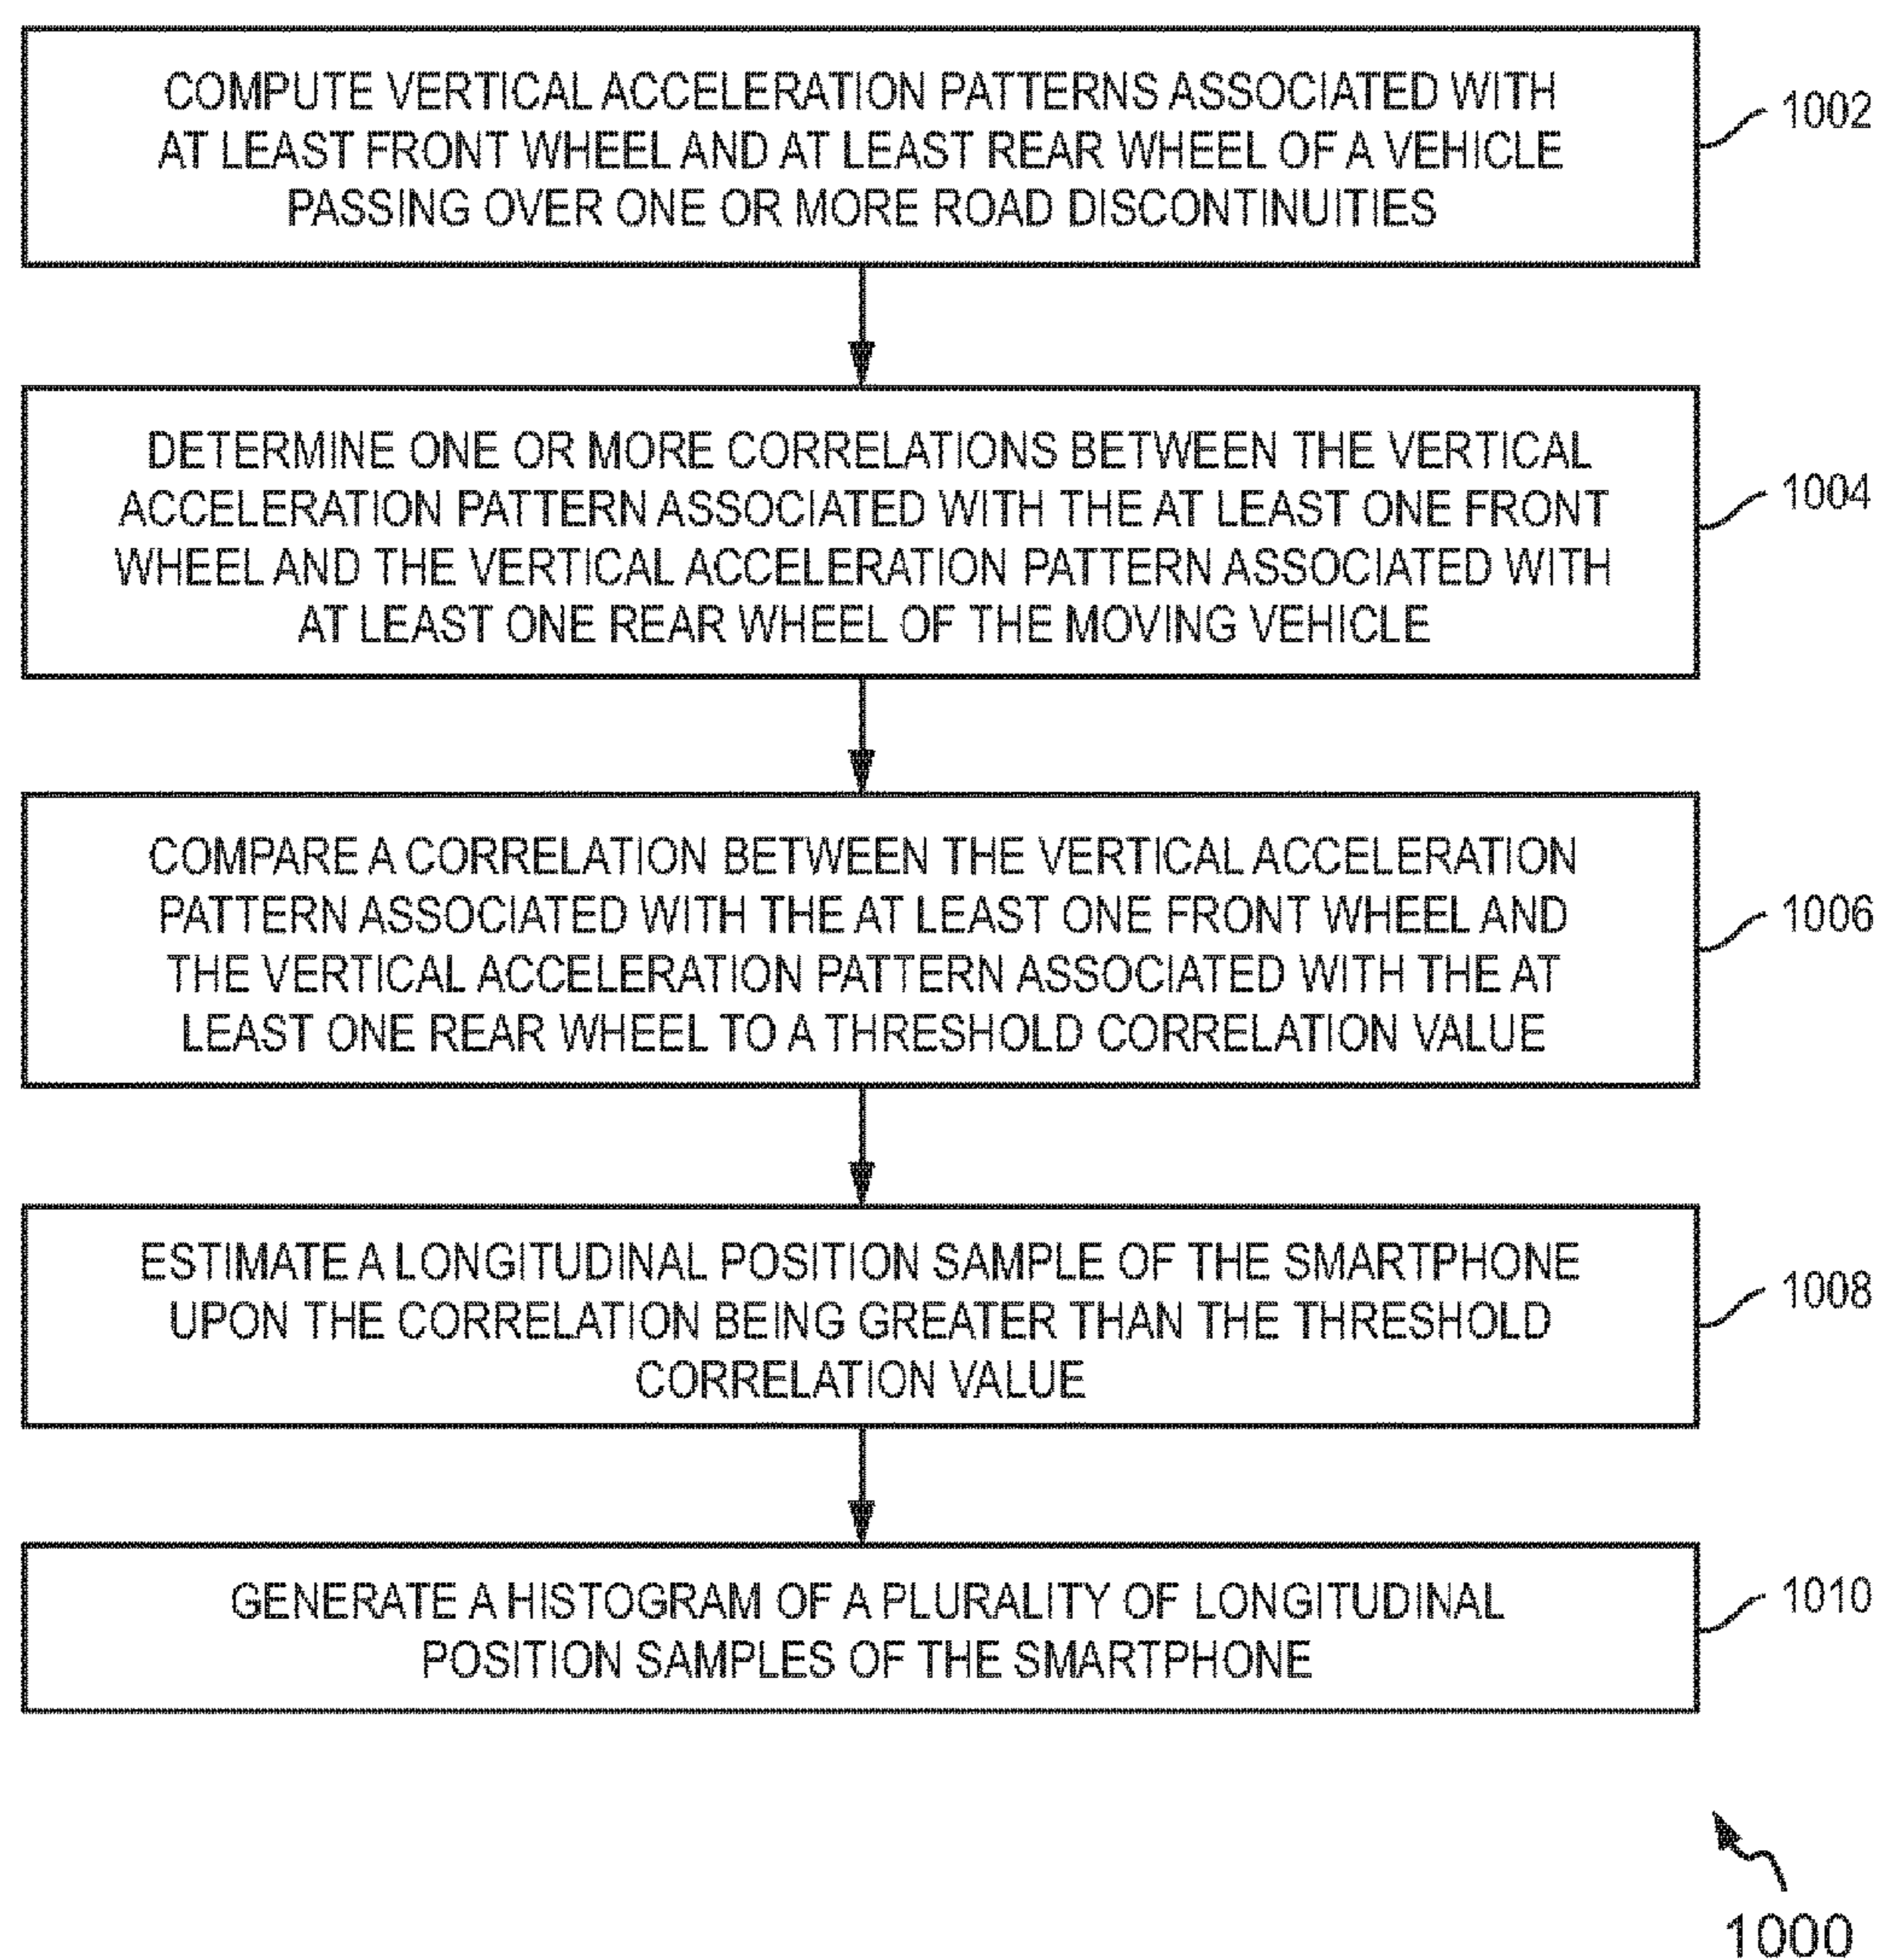 COMPUTE VERTICAL ACCELERATION PATTERNS ASSOCIATED WITH
AT LEAST FRONT WHEEL AND AT LEAST REAR WHEEL OF A VEHICLE
PASSING OVER ONE OR MORE ROAD DISCONTINUITIES
1002
DETERMINE ONE OR MORE CORRELATIONS BETWEEN THE VERTICAL
ACCELERATION PATTERN ASSOCIATED WITH THE AT LEAST ONE FRONT
WHEEL AND THE VERTICAL ACCELERATION PATTERN ASSOCIATED WITH
AT LEAST ONE REAR WHEEL OF THE MOVING VEHICLE
1004
COMPARE A CORRELATION BETWEEN THE VERTICAL ACCELERATION
PATTERN ASSOCIATED WITH THE AT LEAST ONE FRONT WHEEL AND
THE VERTICAL ACCELERATION PATTERN ASSOCIATED WITH THE AT
LEAST ONE REAR WHEEL TO A THRESHOLD CORRELATION VALUE
1006
ESTIMATE A LONGITUDINAL POSITION SAMPLE OF THE SMARTPHONE
UPON THE CORRELATION BEING GREATER THAN THE THRESHOLD
CORRELATION VALUE
1008
GENERATE A HISTOGRAM OF A PLURALITY OF LONGITUDINAL
POSITION SAMPLES OF THE SMARTPHONE
1010
1000